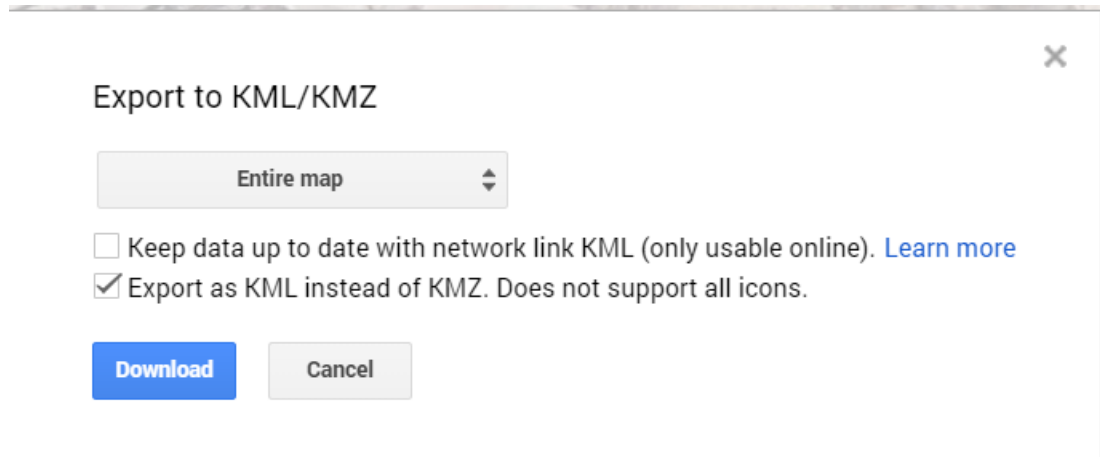 Export to KML/KMZ
Entire map
Keep data up to date with network link KML (only usable online). Learn more
Export as KML instead of KMZ. Does not support all icons.
Download Cancel